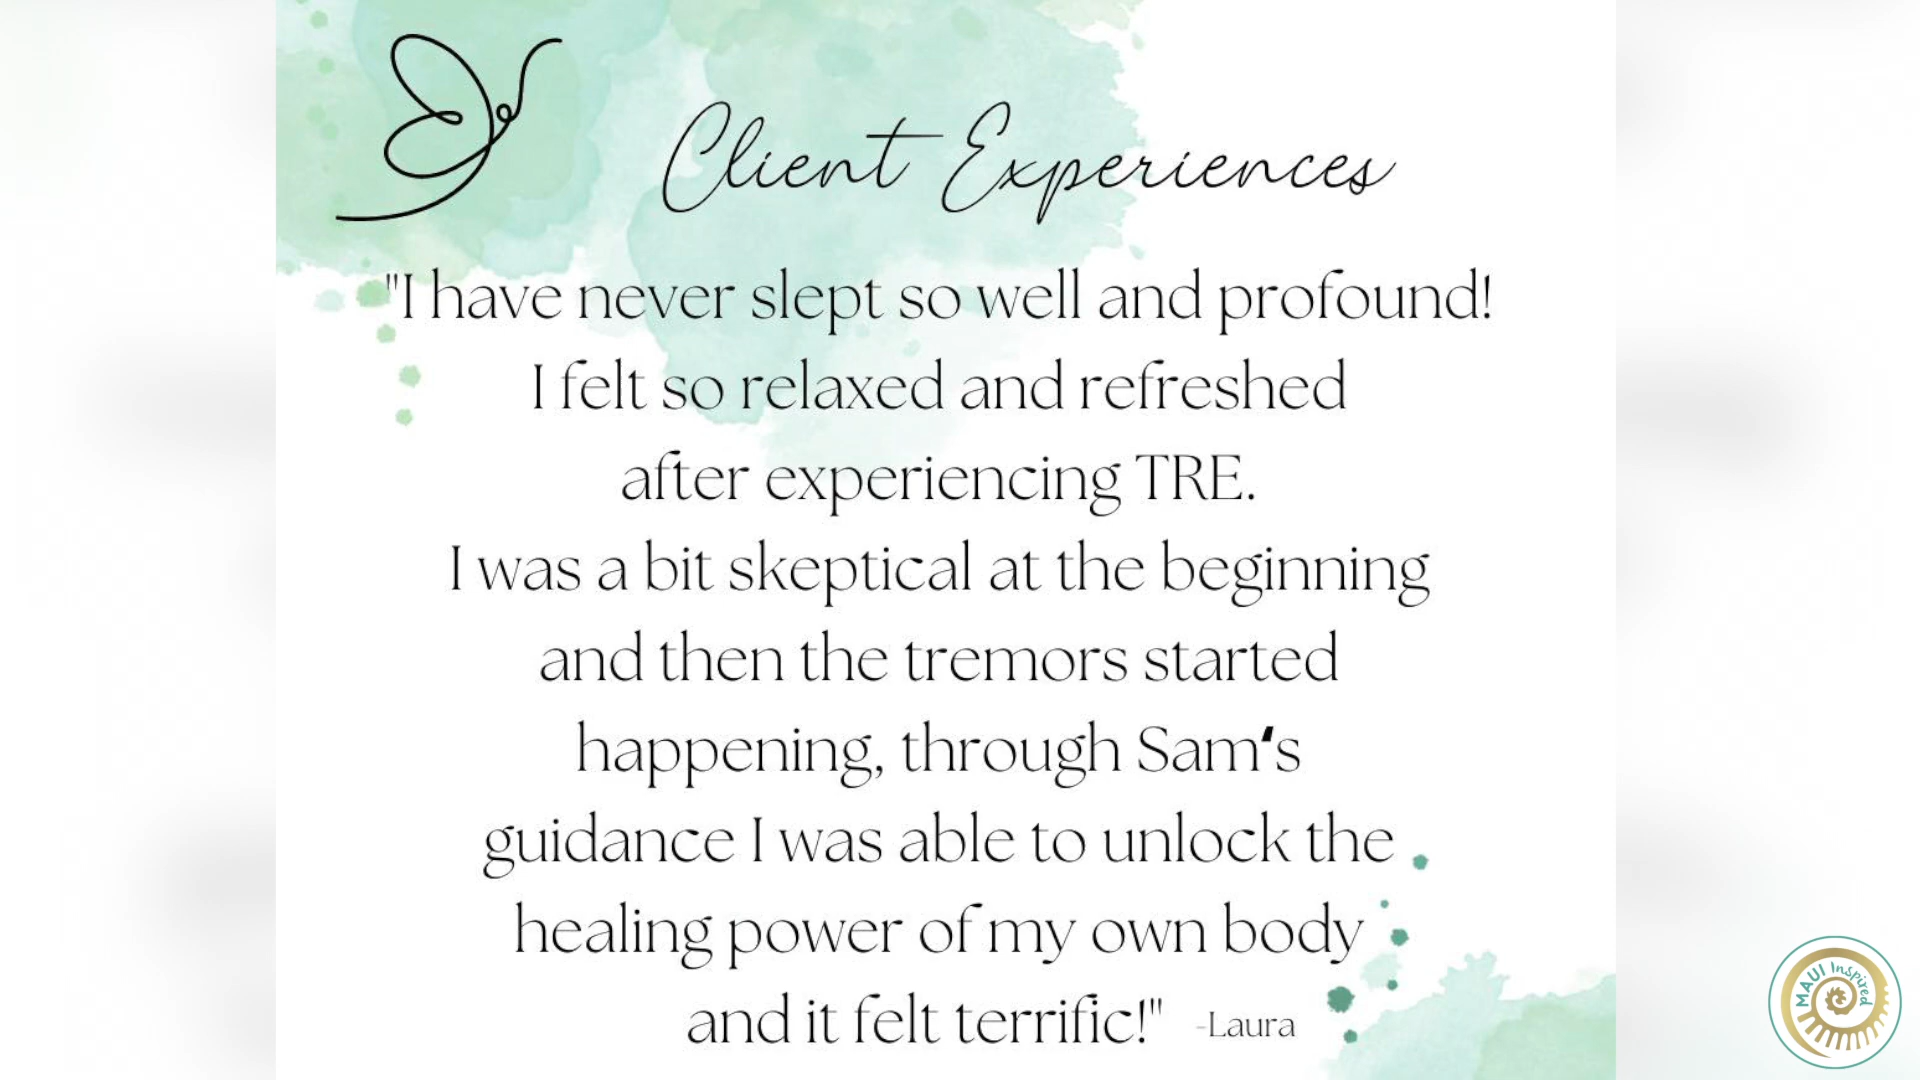 Client Experiences
"I have never slept so well and profound!
I felt so relaxed and refreshed
after experiencing TRE.
I was a bit skeptical at the beginning
and then the tremors started
happening, through Sam‘s
guidance I was able to unlock the
healing power of my own body
and it felt terrific!" -Laura
MAUI Inspired